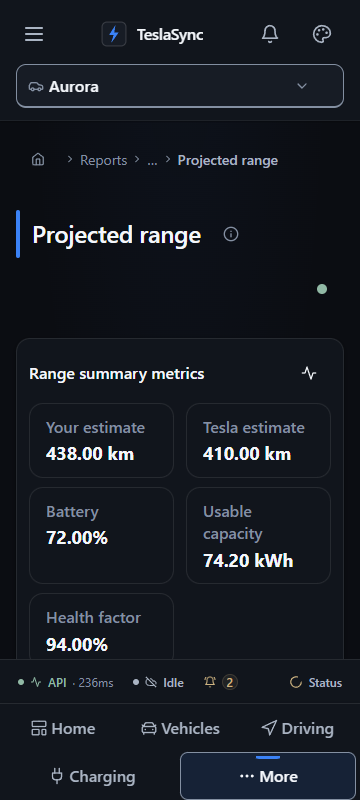 TeslaSync
Aurora
Reports ... Projected range
Projected range
Range summary metrics
Your estimate
438.00 km
Tesla estimate
410.00 km
Battery
72.00%
Usable
capacity
74.20 kWh
Health factor
94.00%
API · 236ms Idle 2 Status
Home Vehicles Driving
Charging ··· More